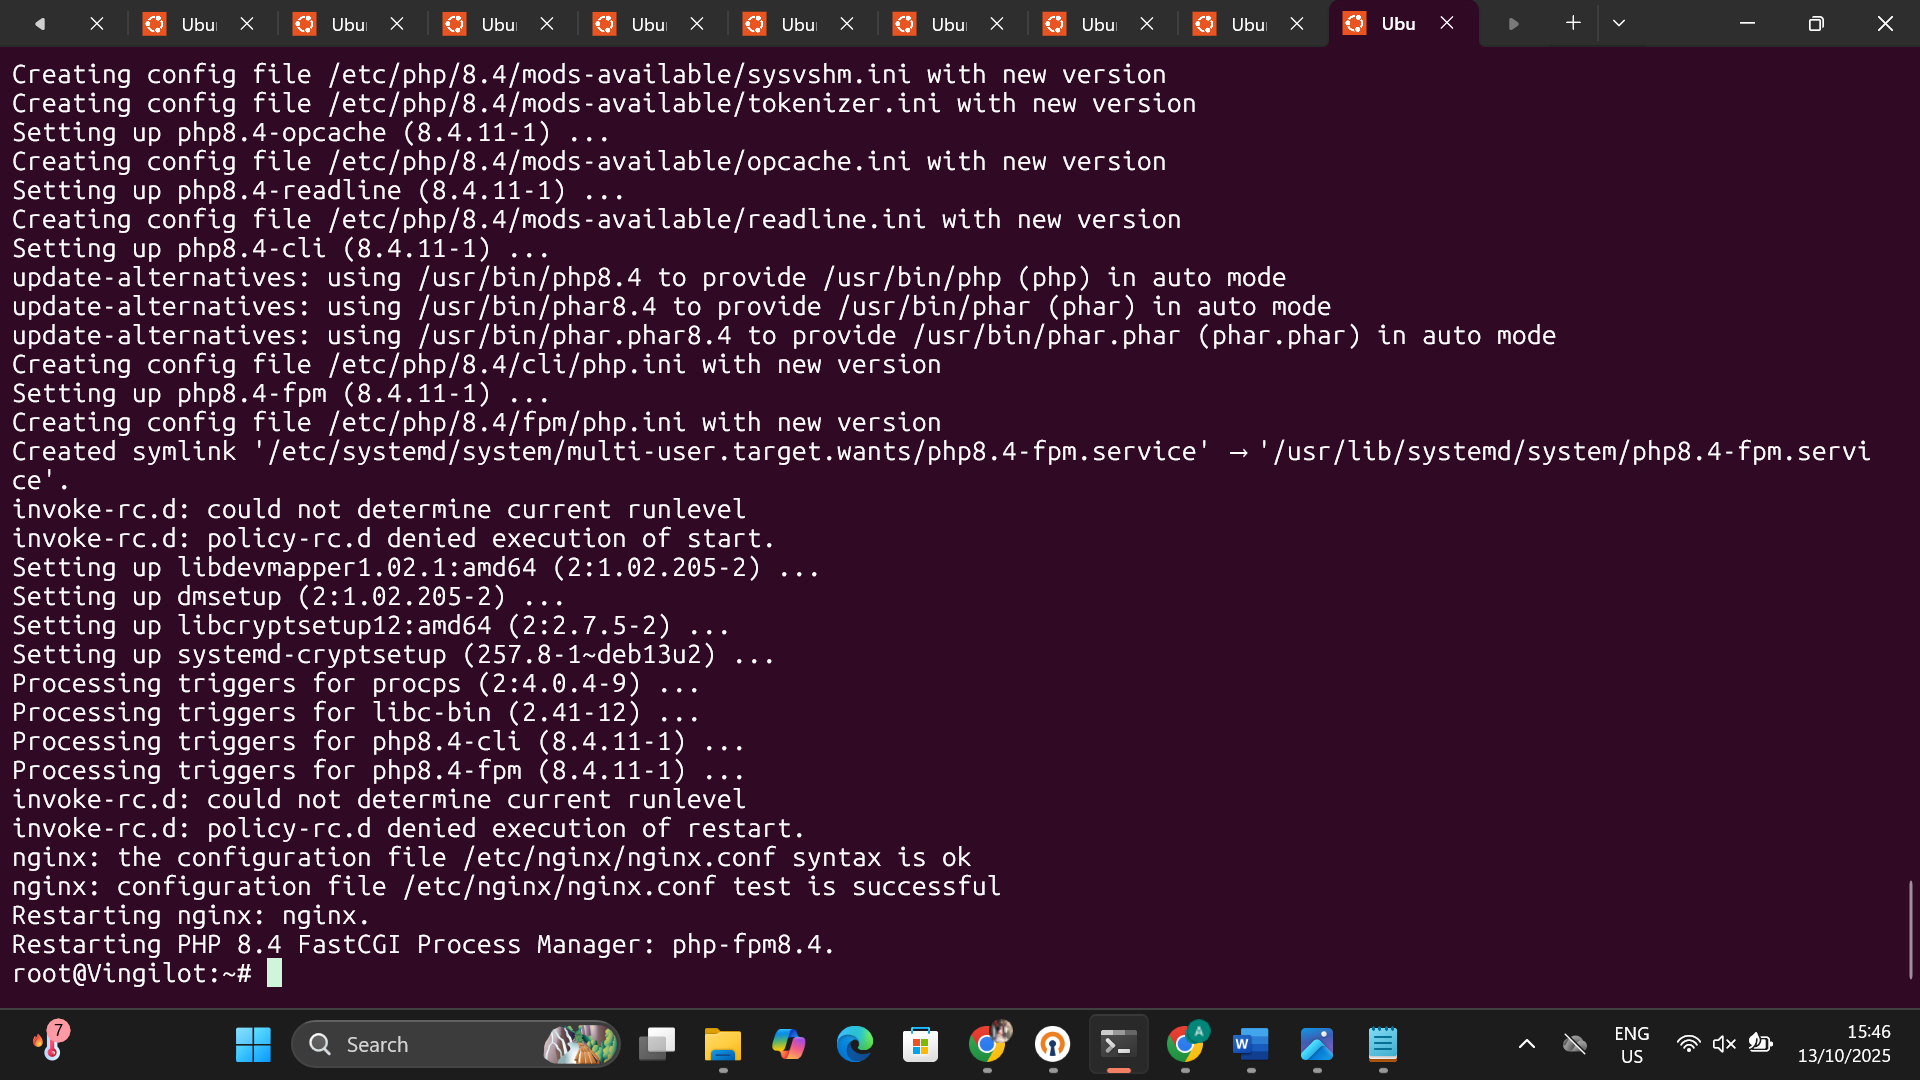 Ubu Ubu Ubu Ubu Ubu Ubu Ubu Ubu Ubu
Creating config file /etc/php/8.4/mods-available/sysvshm.ini with new version
Creating config file /etc/php/8.4/mods-available/tokenizer.ini with new version
Setting up php8.4-opcache (8.4.11-1) ...
Creating config file /etc/php/8.4/mods-available/opcache.ini with new version
Setting up php8.4-readline (8.4.11-1) ...
Creating config file /etc/php/8.4/mods-available/readline.ini with new version
Setting up php8.4-cli (8.4.11-1) ...
update-alternatives: using /usr/bin/php8.4 to provide /usr/bin/php (php) in auto mode
update-alternatives: using /usr/bin/phar8.4 to provide /usr/bin/phar (phar) in auto mode
update-alternatives: using /usr/bin/phar.phar8.4 to provide /usr/bin/phar.phar (phar.phar) in auto mode
Creating config file /etc/php/8.4/cli/php.ini with new version
Setting up php8.4-fpm (8.4.11-1) ...
Creating config file /etc/php/8.4/fpm/php.ini with new version
Created symlink '/etc/systemd/system/multi-user.target.wants/php8.4-fpm.service' → '/usr/lib/systemd/system/php8.4-fpm.servi
ce'.
invoke-rc.d: could not determine current runlevel
invoke-rc.d: policy-rc.d denied execution of start.
Setting up libdevmapper1.02.1:amd64 (2:1.02.205-2) ...
Setting up dmsetup (2:1.02.205-2) ...
Setting up libcryptsetup12:amd64 (2:2.7.5-2) ...
Setting up systemd-cryptsetup (257.8-1~deb13u2) ...
Processing triggers for procps (2:4.0.4-9) ...
Processing triggers for libc-bin (2.41-12) ...
Processing triggers for php8.4-cli (8.4.11-1) ...
Processing triggers for php8.4-fpm (8.4.11-1) ...
invoke-rc.d: could not determine current runlevel
invoke-rc.d: policy-rc.d denied execution of restart.
nginx: the configuration file /etc/nginx/nginx.conf syntax is ok
nginx: configuration file /etc/nginx/nginx.conf test is successful
Restarting nginx: nginx.
Restarting PHP 8.4 FastCGI Process Manager: php-fpm8.4.
root@Vingilot:~#
7
Search
A
W
ENG
US
15:46
13/10/2025